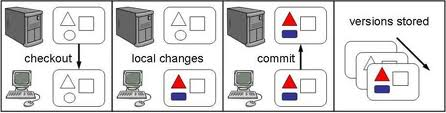 checkout
local changes
commit
versions stored